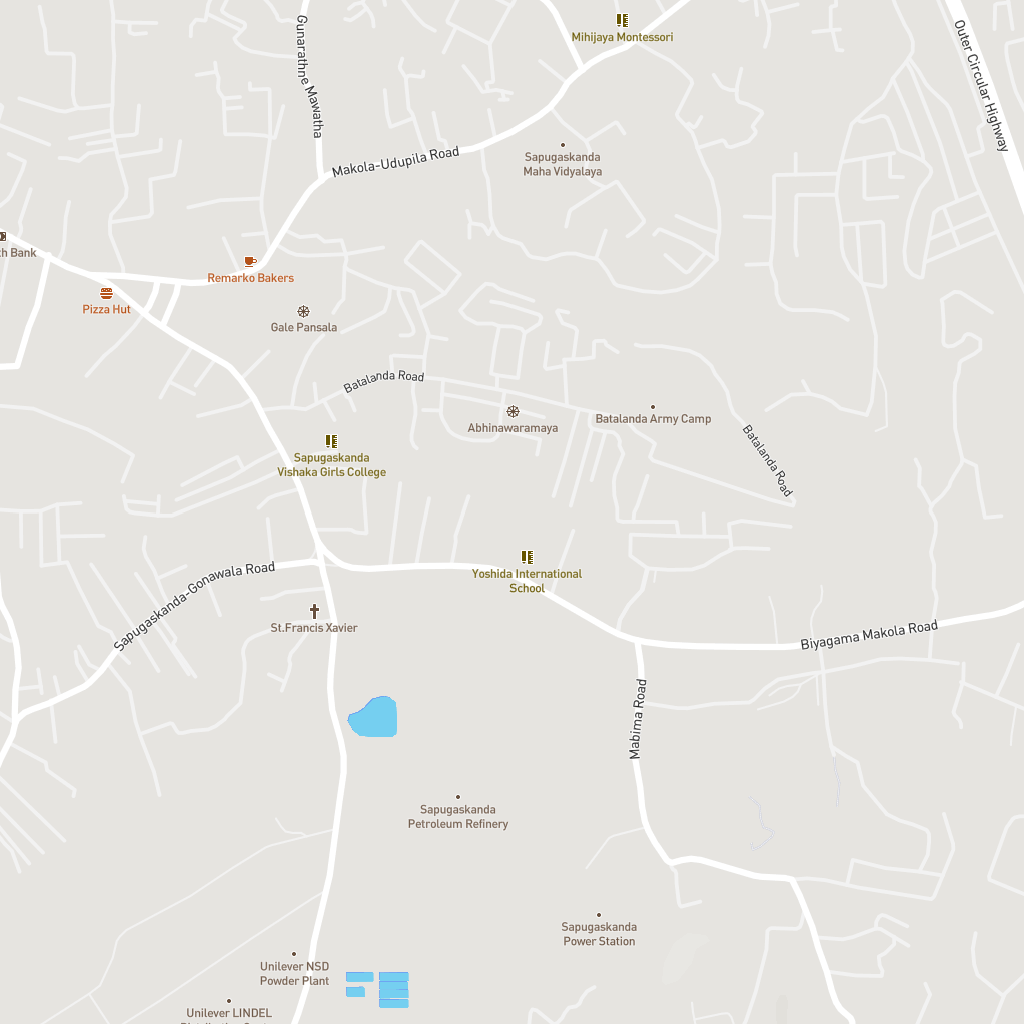 Mihijaya Montessori
Outer Circular Highway
Gunarathne Mawatha
Makola-Udupila Road
Sapugaskanda
Maha Vidyalaya
Bank
Remarko Bakers
Pizza Hut
Gale Pansala
Batalanda Road
Abhinawaramaya
Batalanda Army Camp
Batalanda Road
Sapugaskanda
Vishaka Girls College
Yoshida International
School
Sapugaskanda-Gonawala Road
St.Francis Xavier
Biyagama Makola Road
Mabima Road
Sapugaskanda
Petroleum Refinery
Sapugaskanda
Power Station
Unilever NSD
Powder Plant
Unilever LINDEL